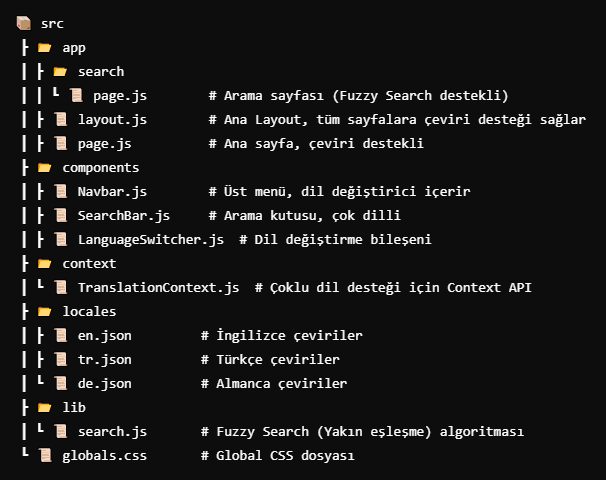 📦 src
┣ 📂 app
┃ ┣ 📂 search
┃ ┃ ┗ 📜 page.js # Arama sayfası (Fuzzy Search destekli)
┃ ┣ 📜 layout.js # Ana Layout, tüm sayfalara çeviri desteği sağlar
┃ ┣ 📜 page.js # Ana sayfa, çeviri destekli
┣ 📂 components
┃ ┣ 📜 Navbar.js # Üst menü, dil değiştirici içerir
┃ ┣ 📜 SearchBar.js # Arama kutusu, çok dilli
┃ ┣ 📜 LanguageSwitcher.js # Dil değiştirme bileşeni
┣ 📂 context
┃ ┗ 📜 TranslationContext.js # Çoklu dil desteği için Context API
┣ 📂 locales
┃ ┣ 📜 en.json # İngilizce çeviriler
┃ ┣ 📜 tr.json # Türkçe çeviriler
┃ ┗ 📜 de.json # Almanca çeviriler
┣ 📂 lib
┃ ┗ 📜 search.js # Fuzzy Search (Yakın eşleşme) algoritması
┗ 📜 globals.css # Global CSS dosyası